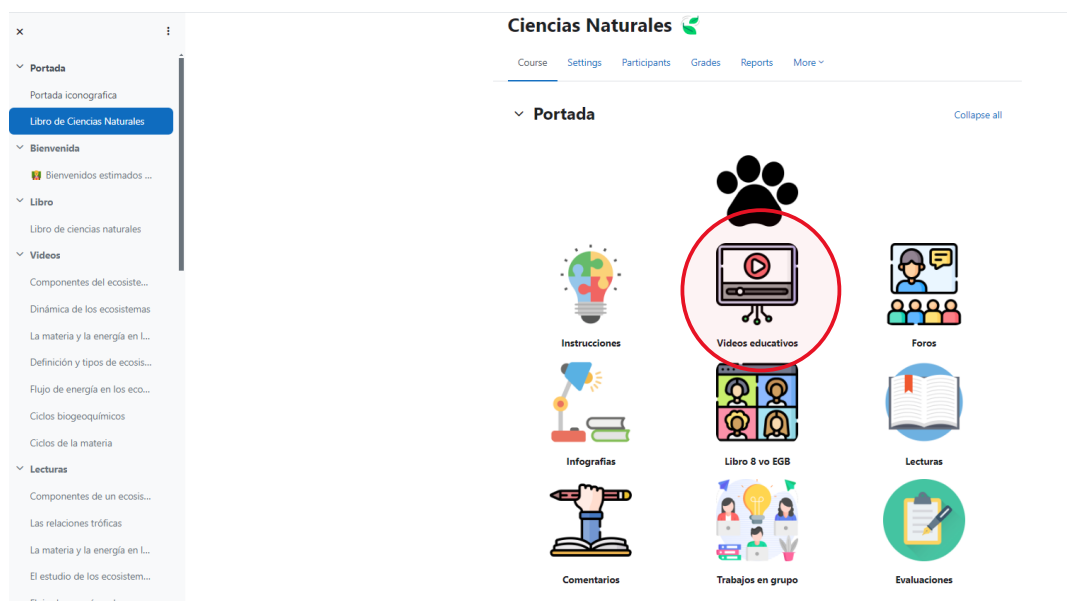 Portada
Portada iconografica
Libro de Ciencias Naturales
Bienvenida
Bienvenidos estimados ...
Libro
Libro de ciencias naturales
Videos
Componentes del ecosiste...
Dinámica de los ecosistemas
La materia y la energía en l...
Definición y tipos de ecosis...
Flujo de energía en los eco...
Ciclos biogeoquímicos
Ciclos de la materia
Lecturas
Componentes de un ecosis...
Las relaciones tróficas
La materia y la energía en l...
El estudio de los ecosistem...
Ciencias Naturales
Course Settings Participants Grades Reports More
Portada
Collapse all
Instrucciones
Videos educativos
Foros
Infografias
Libro 8 vo EGB
Lecturas
Comentarios
Trabajos en grupo
Evaluaciones